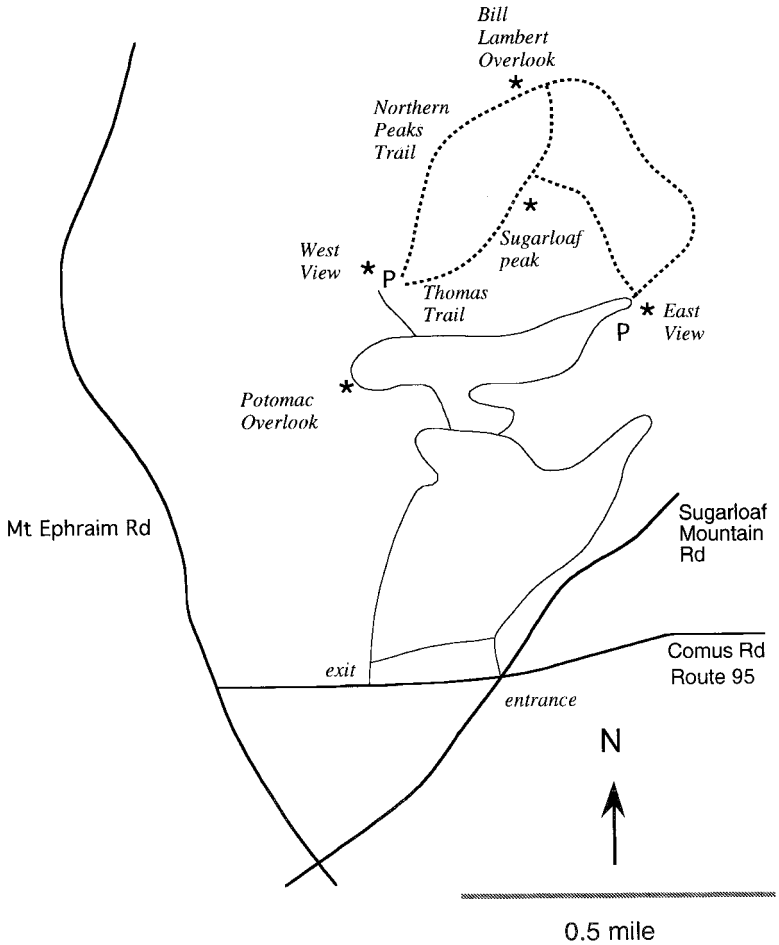 Bill
Lambert
Overlook
*
Northern
Peaks
Trail
*
Sugarloaf
peak
West
View
*
P
Thomas
Trail
*
East
View
P
*
Potomac
Overlook
Mt Ephraim Rd
Sugarloaf
Mountain
Rd
Comus Rd
Route 95
exit
entrance
N
0.5 mile